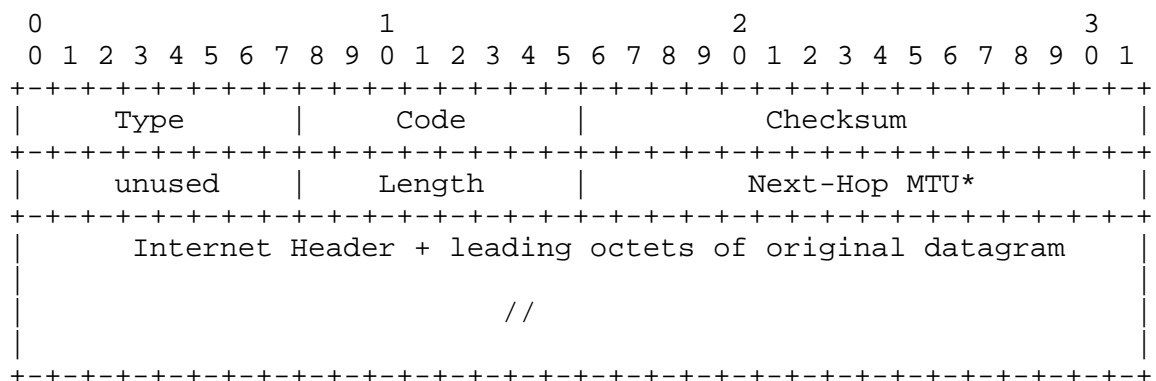 0                   1                   2                   3
 0 1 2 3 4 5 6 7 8 9 0 1 2 3 4 5 6 7 8 9 0 1 2 3 4 5 6 7 8 9 0 1
+-+-+-+-+-+-+-+-+-+-+-+-+-+-+-+-+-+-+-+-+-+-+-+-+-+-+-+-+-+-+-+-+
|     Type      |     Code      |          Checksum             |
+-+-+-+-+-+-+-+-+-+-+-+-+-+-+-+-+-+-+-+-+-+-+-+-+-+-+-+-+-+-+-+-+
|     unused    |    Length     |         Next-Hop MTU*         |
+-+-+-+-+-+-+-+-+-+-+-+-+-+-+-+-+-+-+-+-+-+-+-+-+-+-+-+-+-+-+-+-+
|      Internet Header + leading octets of original datagram    |
|                                                               |
|                           //                                  |
|                                                               |
+-+-+-+-+-+-+-+-+-+-+-+-+-+-+-+-+-+-+-+-+-+-+-+-+-+-+-+-+-+-+-+-+